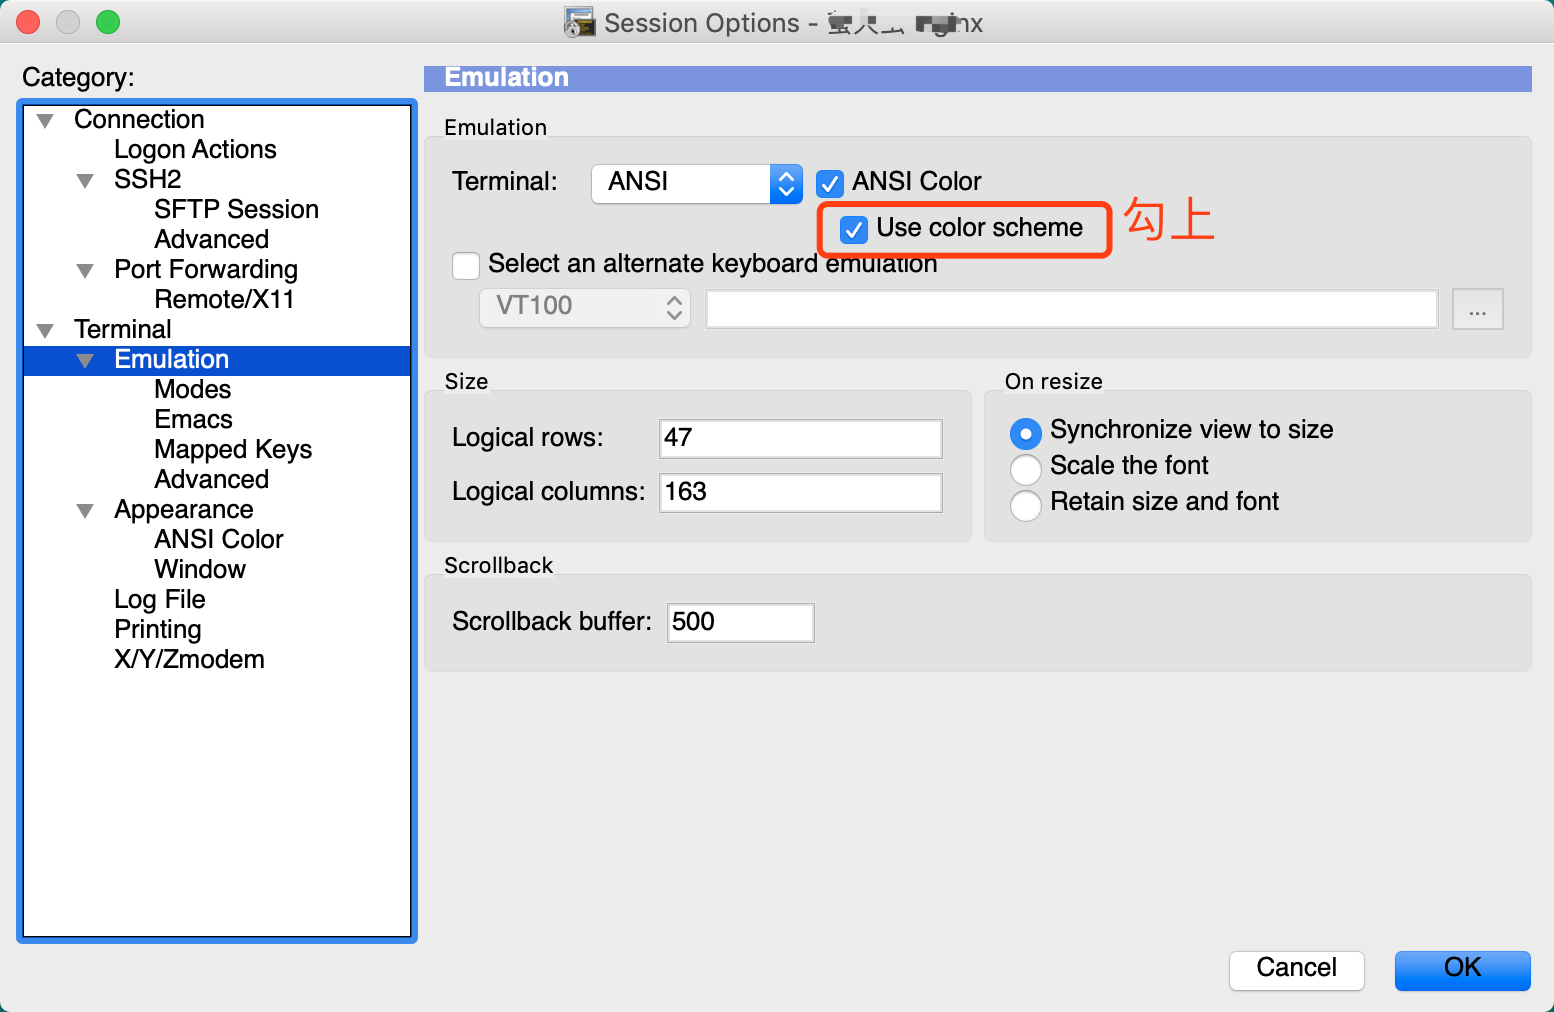 Session Options -
Category:
Connection
Logon Actions
SSH2
SFTP Session
Advanced
Port Forwarding
Remote/X11
Terminal
Emulation
Modes
Emacs
Mapped Keys
Advanced
Appearance
ANSI Color
Window
Log File
Printing
X/Y/Zmodem
Emulation
Emulation
Terminal: ANSI ANSI Color
Use color scheme 勾上
Select an alternate keyboard emulation
VT100 ...
Size
Logical rows: 47
Logical columns: 163
On resize
Synchronize view to size
Scale the font
Retain size and font
Scrollback
Scrollback buffer: 500
Cancel OK